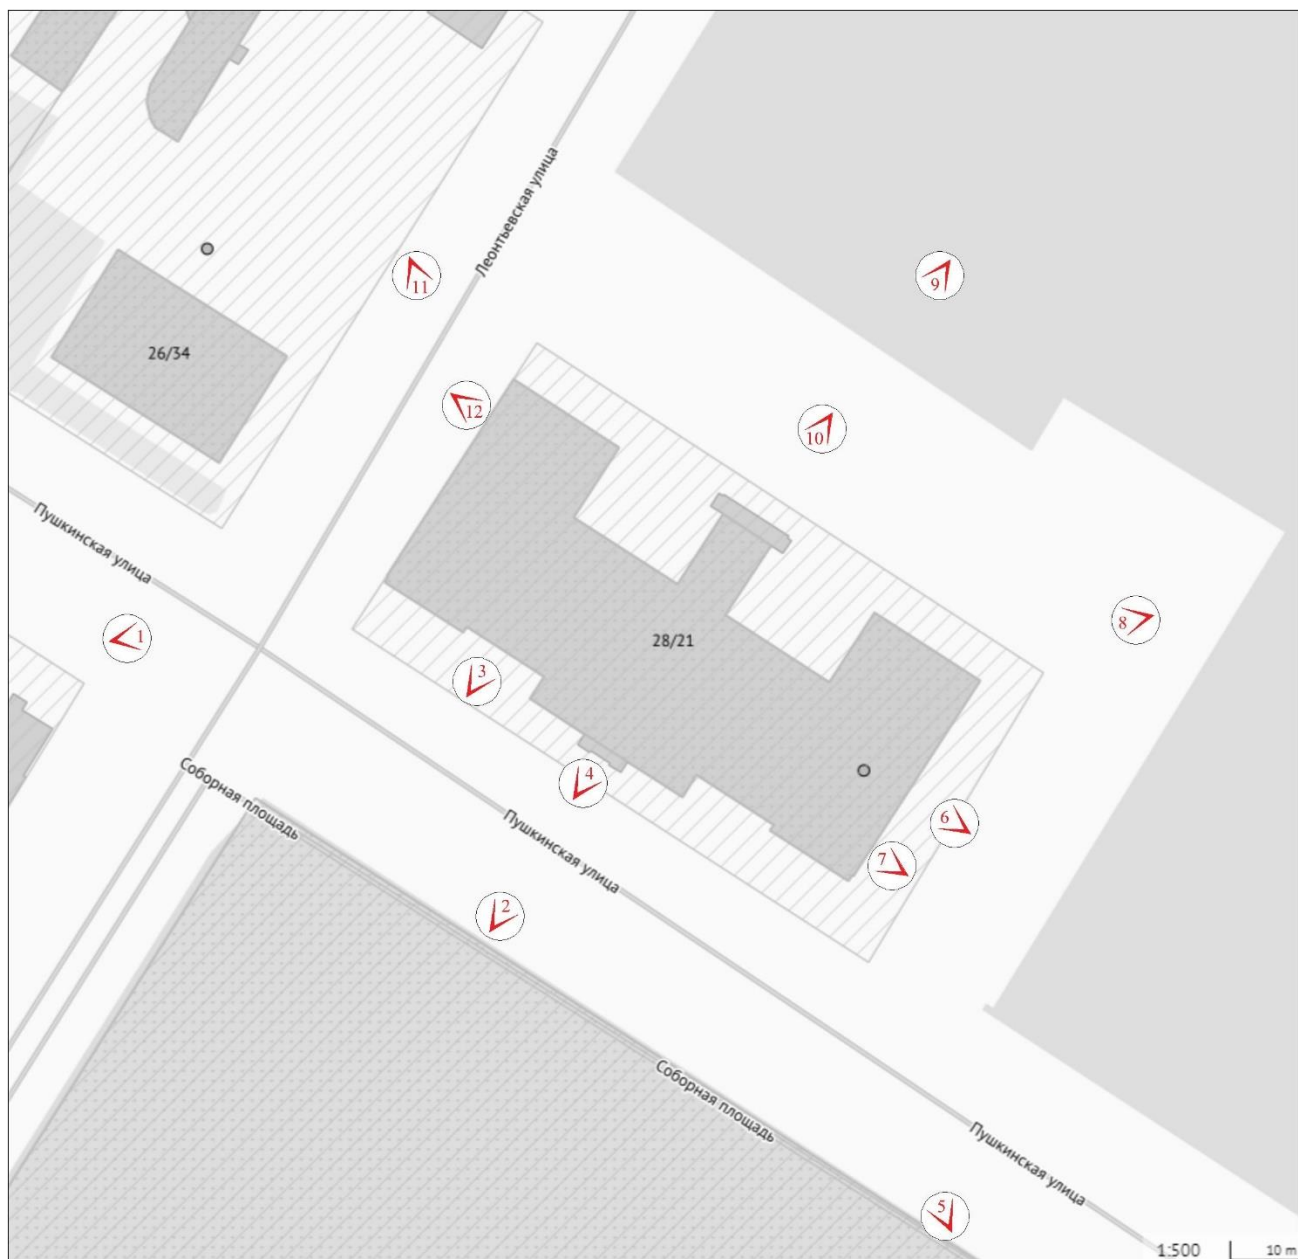 Леонтьевская улица
11
9
26/34
12
10
Пушкинская улица
8
1
28/21
3
4
Соборная площадь
6
Пушкинская улица
7
2
Соборная площадь
Пушкинская улица
5
1:500
10 m